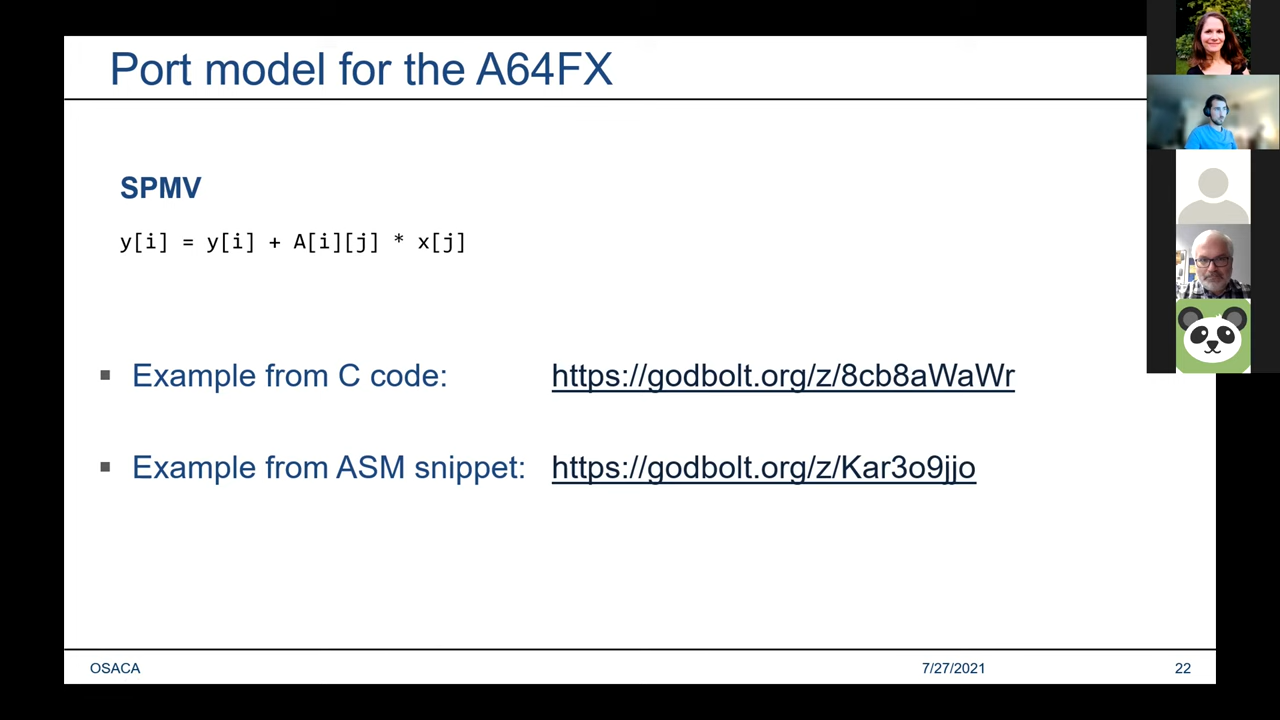 Port model for the A64FX
SPMV
y[i] = y[i] + A[i][j] * x[j]
Example from C code: https://godbolt.org/z/8cb8aWaWr
Example from ASM snippet: https://godbolt.org/z/Kar3o9jjo
OSACA 7/27/2021 22